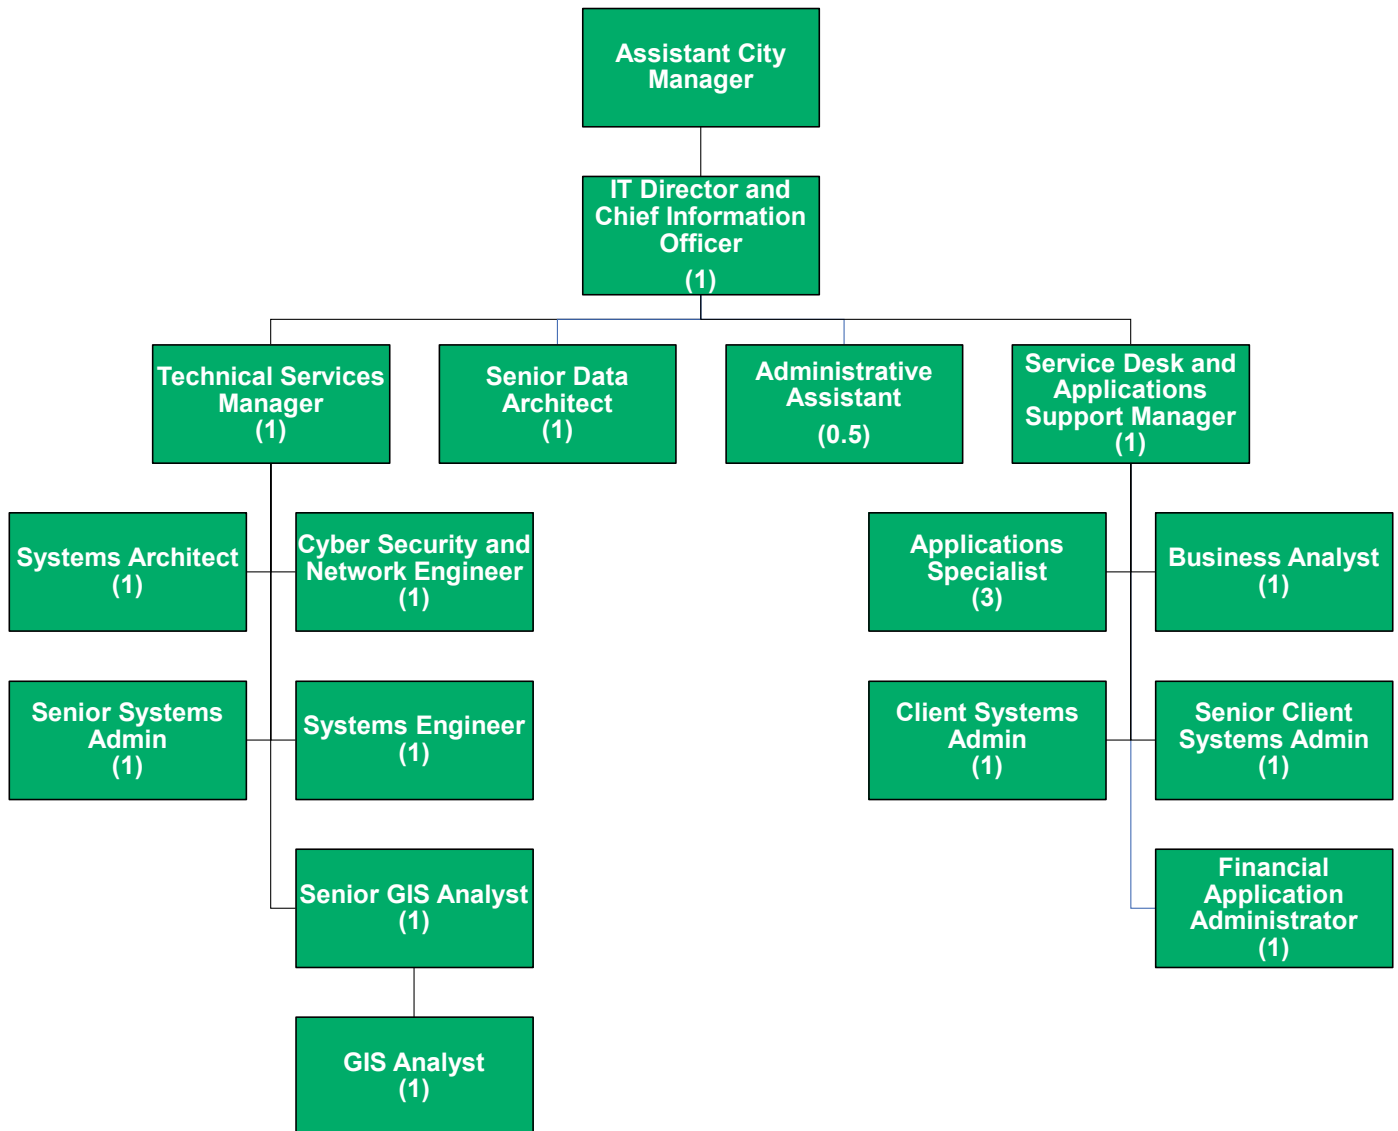 Assistant City
Manager
IT Director and
Chief Information
Officer
(1)
Technical Services
Manager
(1)
Senior Data
Architect
(1)
Administrative
Assistant
(0.5)
Service Desk and
Applications
Support Manager
(1)
Systems Architect
(1)
Cyber Security and
Network Engineer
(1)
Applications
Specialist
(3)
Business Analyst
(1)
Senior Systems
Admin
(1)
Systems Engineer
(1)
Client Systems
Admin
(1)
Senior Client
Systems Admin
(1)
Senior GIS Analyst
(1)
Financial
Application
Administrator
(1)
GIS Analyst
(1)